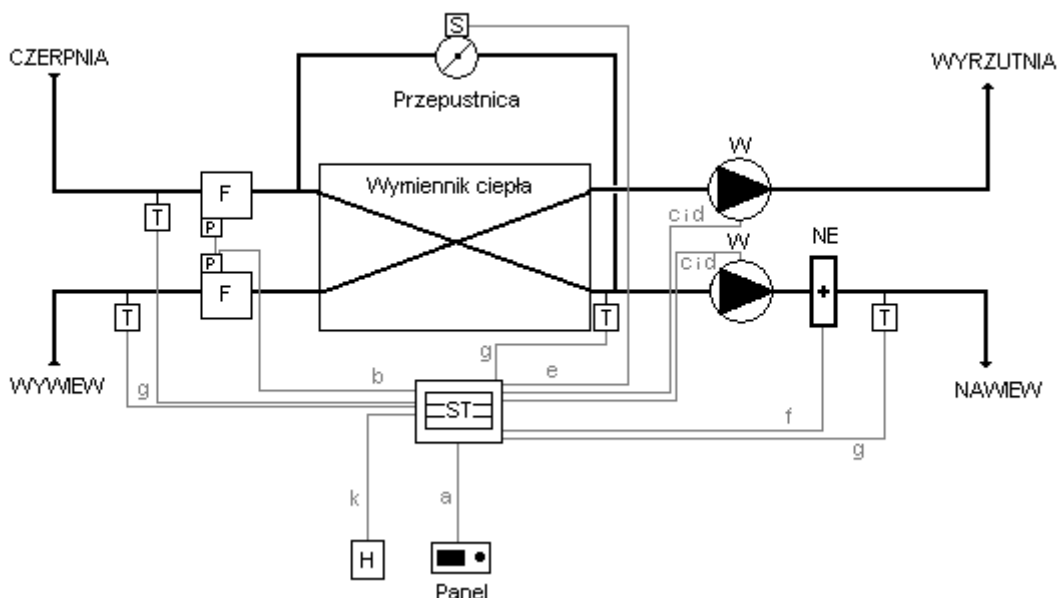 S
CZERPNIA
WYRZUTNIA
Przepustnica
W
Wymiennik ciepła
F
T
P
c i d
W
NE
P
c i d
F
+
T
T
T
g
WYWIEW
g
b
e
NAWIEW
ST
f
g
k
a
H
Panel